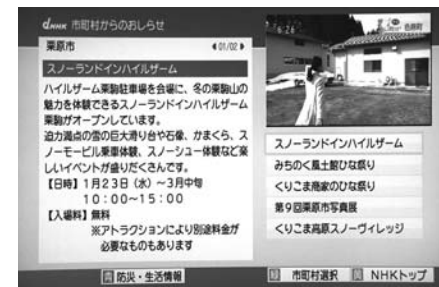 dNHK 市町村からのおしらせ
栗原市
01/02
スノーランドインハイルザーム
ハイルザーム栗駒駐車場を会場に、冬の栗駒山の
魅力を体験できるスノーランドインハイルザーム
栗駒がオープンしています。
迫力満点の雪の巨大滑り台や石像、かまくら、ス
ノーモービル乗車体験、スノーシュー体験など楽
しいイベントが盛りだくさんです。
【日時】1月23日（水）～3月中旬
10：00～15：00
【入場料】無料
※アトラクションにより別途料金が
必要なものもあります
6:26
スノーランドインハイルザーム
みちのく風土館ひな祭り
くりこま商家のひな祭り
第9回栗原市写真展
くりこま高原スノーヴィレッジ
防災・生活情報
市町村選択
NHKトップ